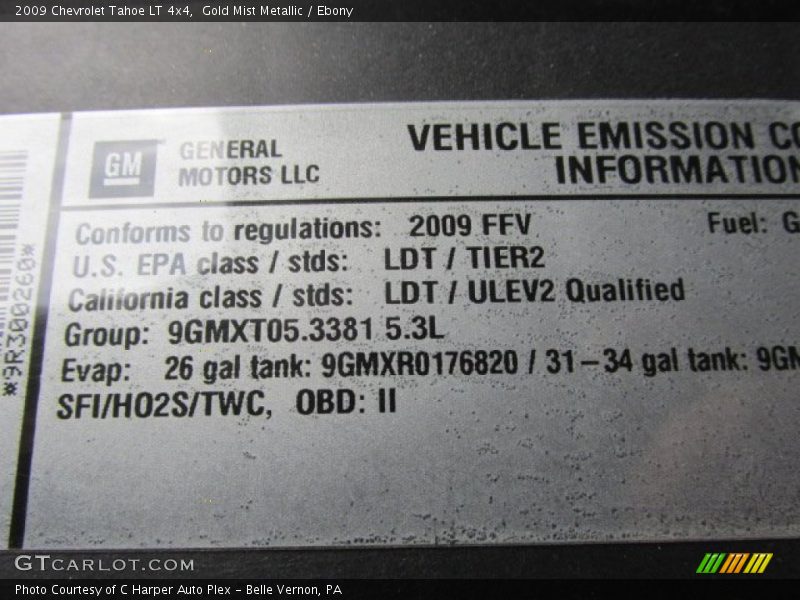 2009 Chevrolet Tahoe LT 4x4, Gold Mist Metallic / Ebony
GM GENERAL MOTORS LLC
VEHICLE EMISSION CO
INFORMATION
Conforms to regulations: 2009 FFV Fuel: G
U.S. EPA class / stds: LDT / TIER2
California class / stds: LDT / ULEV2 Qualified
Group: 9GMXT05.3381 5.3L
Evap: 26 gal tank: 9GMXR0176820 / 31–34 gal tank: 9GM
SFI/HO2S/TWC, OBD: II
*9R300260*
GTCARLOT.COM
Photo Courtesy of C Harper Auto Plex - Belle Vernon, PA